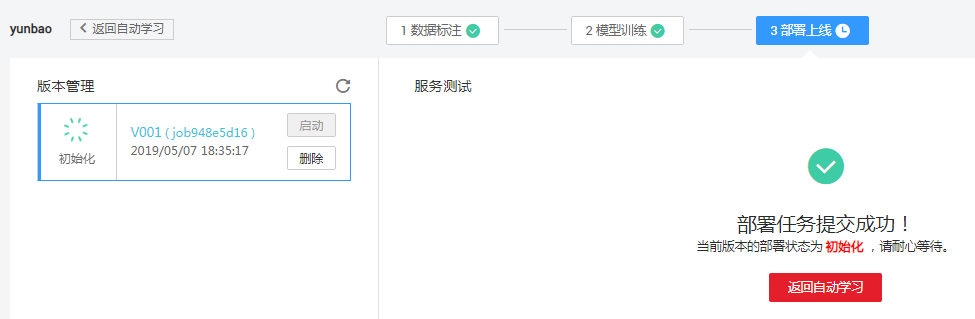 yunbao
返回自动学习
1 数据标注
2 模型训练
3 部署上线
版本管理
初始化
V001 ( job948e5d16 )
2019/05/07 18:35:17
启动
删除
服务测试
部署任务提交成功！
当前版本的部署状态为 初始化 ，请耐心等待。
返回自动学习